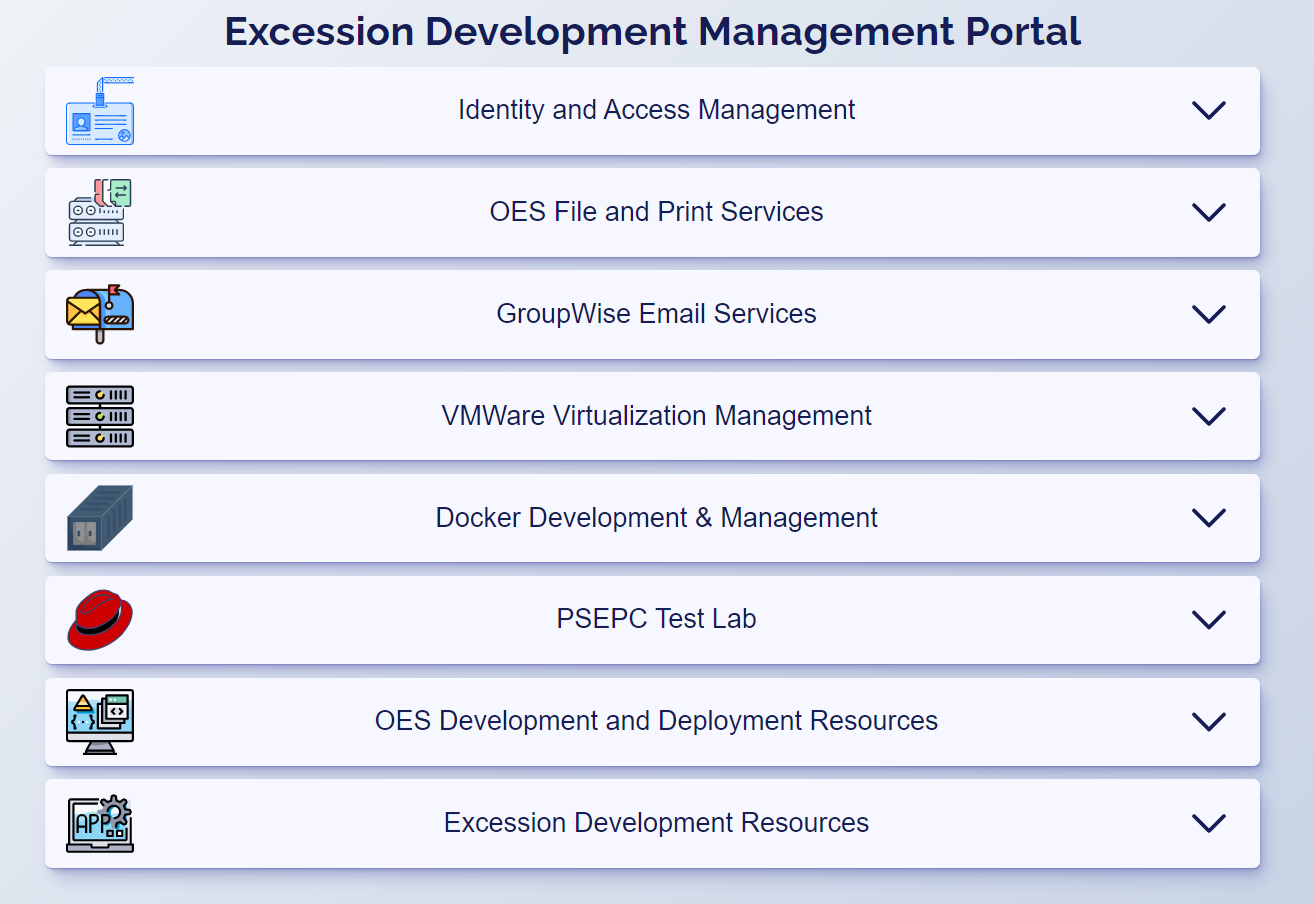 Excession Development Management Portal
Identity and Access Management
OES File and Print Services
GroupWise Email Services
VMWare Virtualization Management
Docker Development & Management
PSEPC Test Lab
OES Development and Deployment Resources
APP
Excession Development Resources